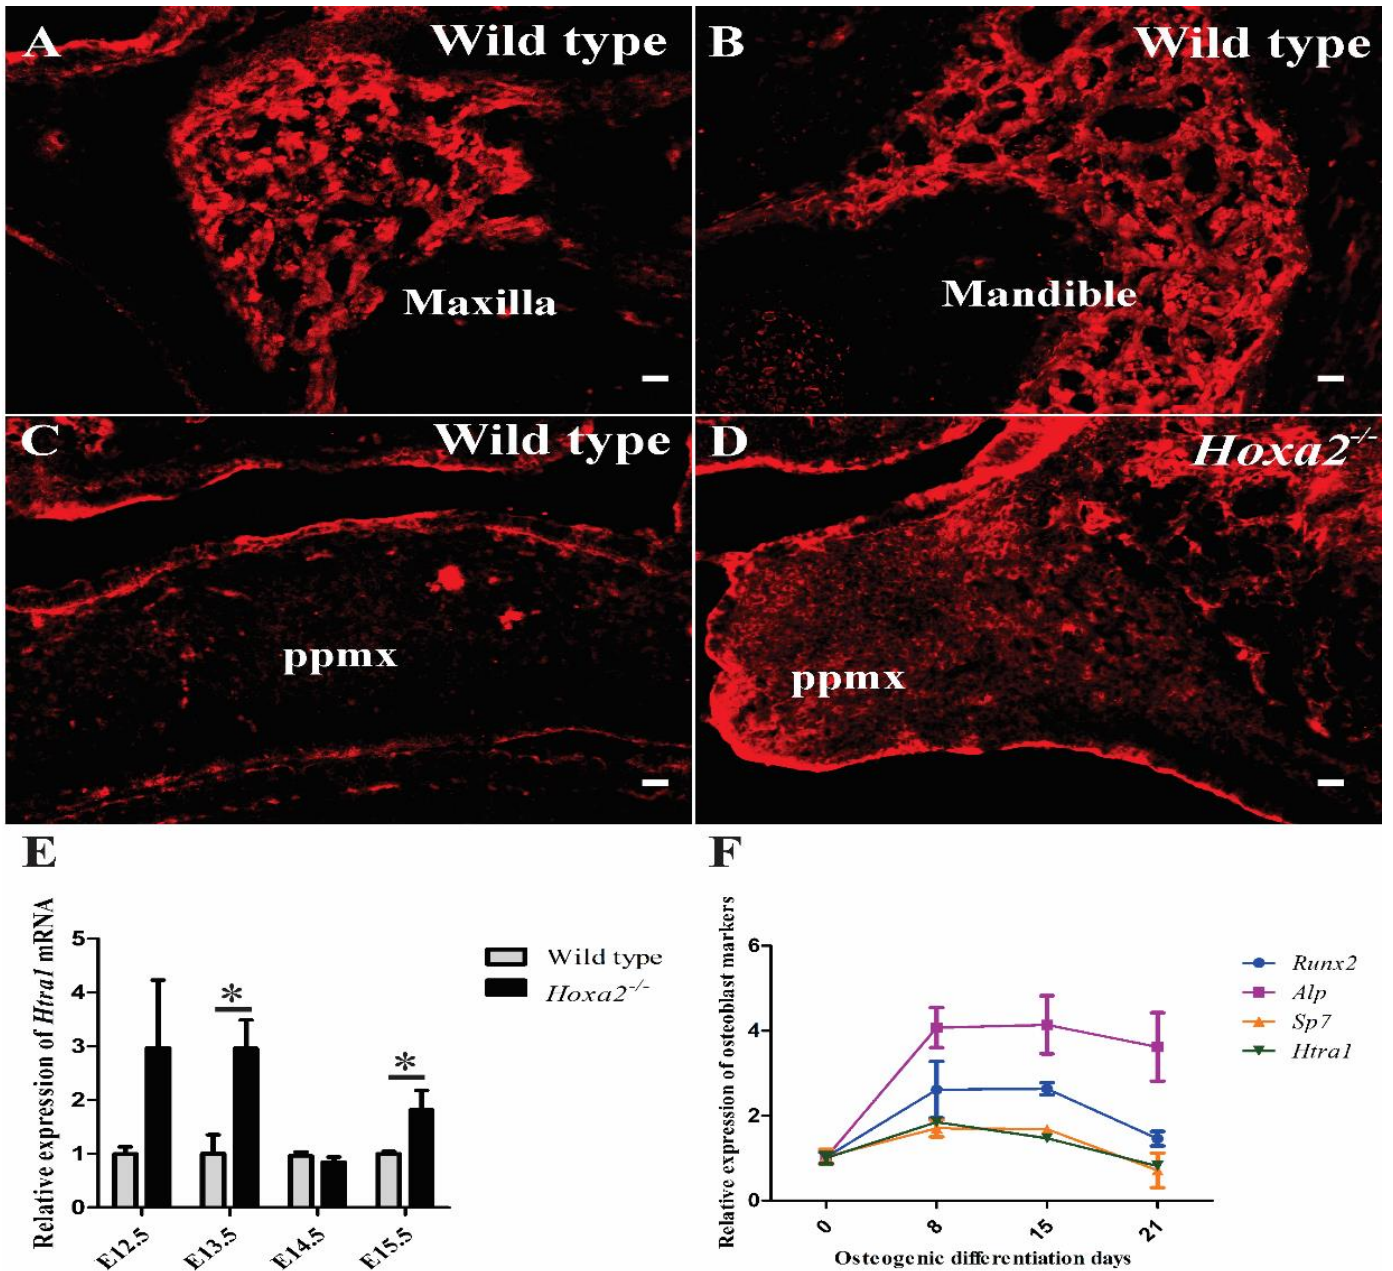 A
Wild type
Maxilla
B
Wild type
Mandible
C
Wild type
ppmx
D
Hoxa2-/-
ppmx
E
Relative expression of Htra1 mRNA
5
4
3
2
1
0
*
*
E12.5
E13.5
E14.5
E15.5
Wild type
Hoxa2-/-
F
Relative expression of osteoblast markers
6
4
2
0
0
8
15
21
Osteogenic differentiation days
Runx2
Alp
Sp7
Htra1